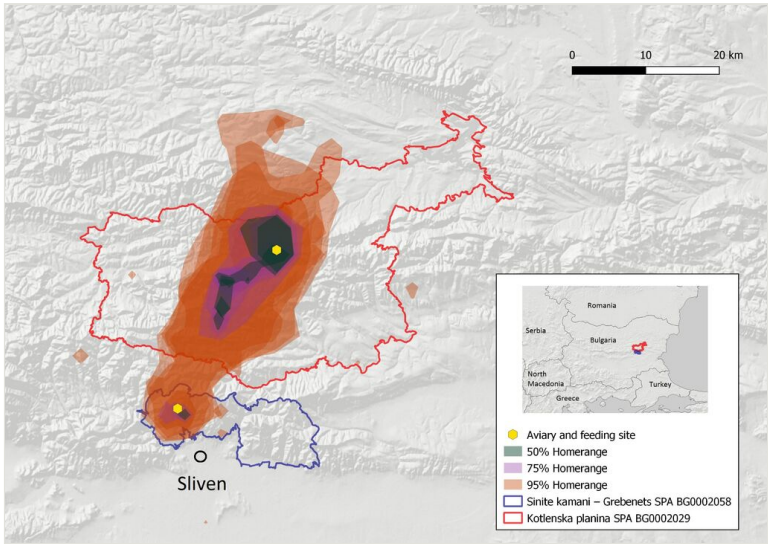 0 10 20 km
Romania
Serbia
Bulgaria
North
Macedonia
Turkey
Greece
Aviary and feeding site
50% Homerange
75% Homerange
95% Homerange
Sinite kamani – Grebenets SPA BG0002058
Kotlenska planina SPA BG0002029
Sliven